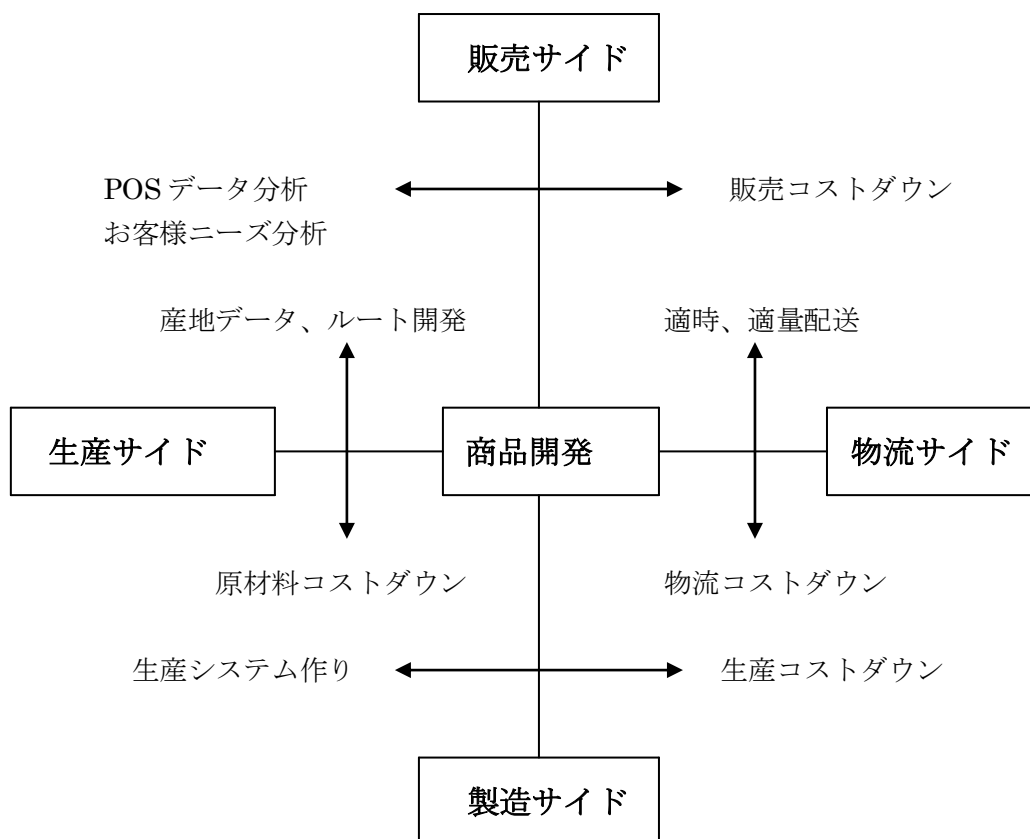 販売サイド
POSデータ分析
販売コストダウン
お客様ニーズ分析
産地データ、ルート開発
適時、適量配送
生産サイド
商品開発
物流サイド
原材料コストダウン
物流コストダウン
生産システム作り
生産コストダウン
製造サイド